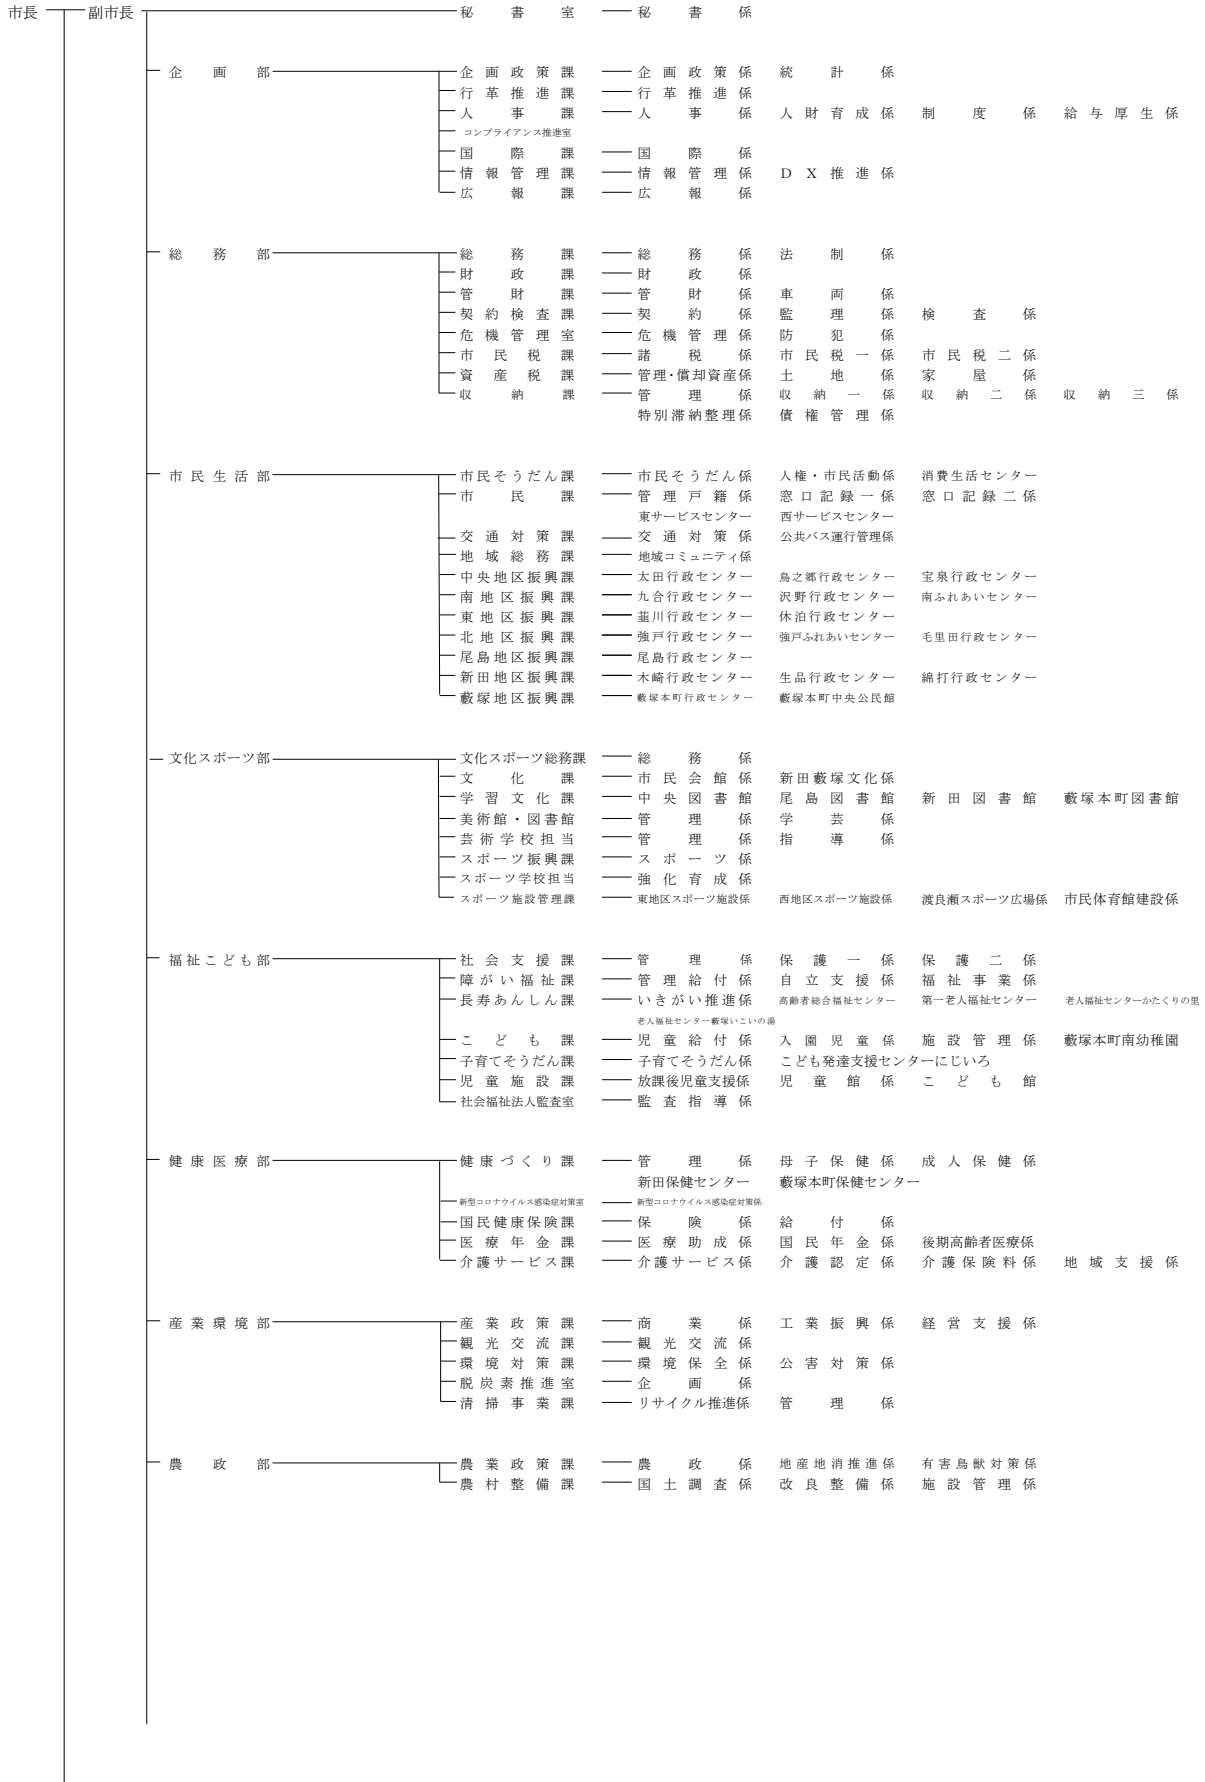 市長 副市長 秘書室 秘書係
企画部 企画政策課 企画政策係 統計係
行革推進課 行革推進係
人事課 人事係 人財育成係 制度係 給与厚生係
コンプライアンス推進室
国際課 国際係
情報管理課 情報管理係 DX推進係
広報課 広報係
総務部 総務課 総務係 法制係
財政課 財政係
管財課 管財係 車両係
契約検査課 契約係 監理係 検査係
危機管理室 危機管理係 防犯係
市民税課 諸税係 市民税一係 市民税二係
資産税課 管理・償却資産係 土地係 家屋係
収納課 管理係 収納一係 収納二係 収納三係
特別滞納整理係 債権管理係
市民生活部 市民そうだん課 市民そうだん係 人権・市民活動係 消費生活センター
市民課 管理戸籍係 窓口記録一係 窓口記録二係
東サービスセンター 西サービスセンター
交通対策課 交通対策係 公共バス運行管理係
地域総務課 地域コミュニティ係
中央地区振興課 太田行政センター 鳥之郷行政センター 宝泉行政センター
南地区振興課 九合行政センター 沢野行政センター 南ふれあいセンター
東地区振興課 韮川行政センター 休泊行政センター
北地区振興課 強戸行政センター 強戸ふれあいセンター 毛里田行政センター
尾島地区振興課 尾島行政センター
新田地区振興課 木崎行政センター 生品行政センター 綿打行政センター
藪塚地区振興課 藪塚本町行政センター 藪塚本町中央公民館
文化スポーツ部 文化スポーツ総務課 総務係
文化課 市民会館係 新田藪塚文化係
学習文化課 中央図書館 尾島図書館 新田図書館 藪塚本町図書館
美術館・図書館 管理係 学芸係
芸術学校担当 管理係 指導係
スポーツ振興課 スポーツ係
スポーツ学校担当 強化育成係
スポーツ施設管理課 東地区スポーツ施設係 西地区スポーツ施設係 渡良瀬スポーツ広場係 市民体育館建設係
福祉こども部 社会支援課 管理係 保護一係 保護二係
障がい福祉課 管理給付係 自立支援係 福祉事業係
長寿あんしん課 いきがい推進係 高齢者総合福祉センター 第一老人福祉センター 老人福祉センターかたくりの里
老人福祉センター藪塚いこいの湯
こども課 児童給付係 入園児童係 施設管理係 藪塚本町南幼稚園
子育てそうだん課 子育てそうだん係 こども発達支援センターにじいろ
児童施設課 放課後児童支援係 児童館係 こども館
社会福祉法人監査室 監査指導係
健康医療部 健康づくり課 管理係 母子保健係 成人保健係
新田保健センター 藪塚本町保健センター
新型コロナウイルス感染症対策室 新型コロナウイルス感染症対策係
国民健康保険課 保険係 給付係
医療年金課 医療助成係 国民年金係 後期高齢者医療係
介護サービス課 介護サービス係 介護認定係 介護保険料係 地域支援係
産業環境部 産業政策課 商業係 工業振興係 経営支援係
観光交流課 観光交流係
環境対策課 環境保全係 公害対策係
脱炭素推進室 企画係
清掃事業課 リサイクル推進係 管理係
農政部 農業政策課 農政係 地産地消推進係 有害鳥獣対策係
農村整備課 国土調査係 改良整備係 施設管理係